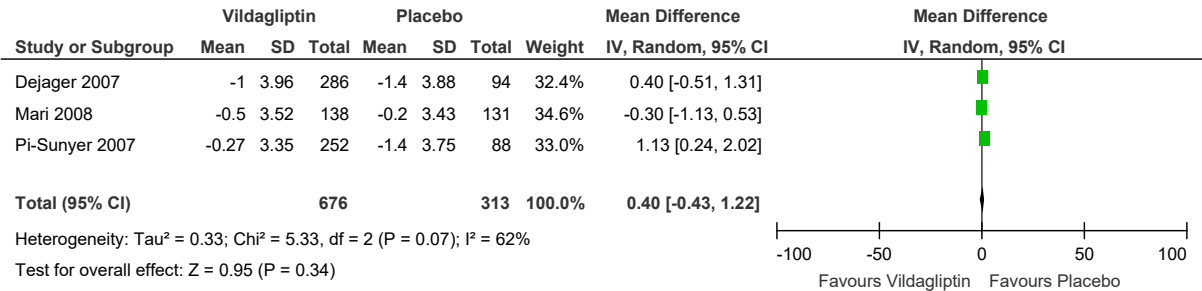 Vildagliptin Placebo Mean Difference Mean Difference
Study or Subgroup Mean SD Total Mean SD Total Weight IV, Random, 95% CI IV, Random, 95% CI
Dejager 2007 -1 3.96 286 -1.4 3.88 94 32.4% 0.40 [-0.51, 1.31]
Mari 2008 -0.5 3.52 138 -0.2 3.43 131 34.6% -0.30 [-1.13, 0.53]
Pi-Sunyer 2007 -0.27 3.35 252 -1.4 3.75 88 33.0% 1.13 [0.24, 2.02]
Total (95% CI) 676 313 100.0% 0.40 [-0.43, 1.22]
Heterogeneity: Tau² = 0.33; Chi² = 5.33, df = 2 (P = 0.07); I² = 62%
Test for overall effect: Z = 0.95 (P = 0.34)
-100 -50 0 50 100
Favours Vildagliptin Favours Placebo